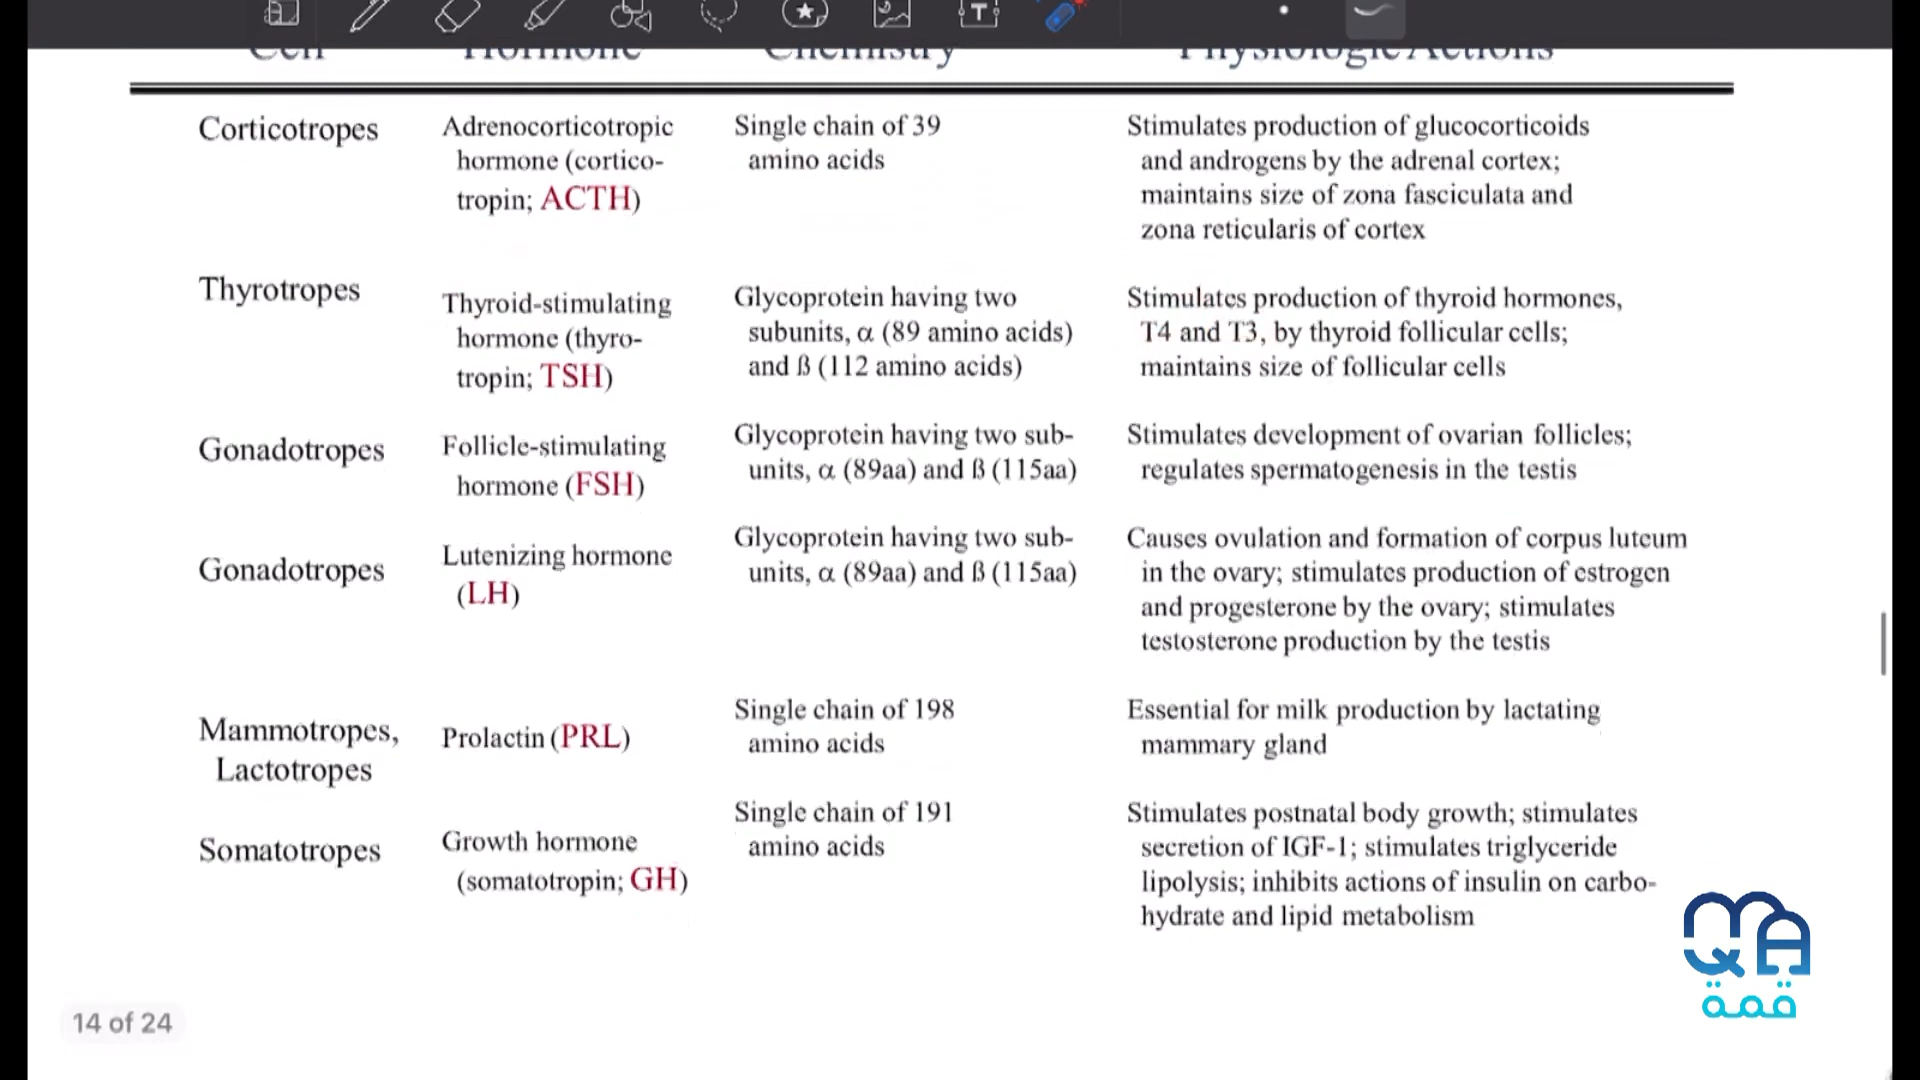 Cell Hormone Chemistry Physiologic Actions
Corticotropes
Adrenocorticotropic
hormone (cortico-
tropin; ACTH)
Single chain of 39
amino acids
Stimulates production of glucocorticoids
and androgens by the adrenal cortex;
maintains size of zona fasciculata and
zona reticularis of cortex
Thyrotropes
Thyroid-stimulating
hormone (thyro-
tropin; TSH)
Glycoprotein having two
subunits, α (89 amino acids)
and ß (112 amino acids)
Stimulates production of thyroid hormones,
T4 and T3, by thyroid follicular cells;
maintains size of follicular cells
Gonadotropes
Follicle-stimulating
hormone (FSH)
Glycoprotein having two sub-
units, α (89aa) and ß (115aa)
Stimulates development of ovarian follicles;
regulates spermatogenesis in the testis
Gonadotropes
Lutenizing hormone
(LH)
Glycoprotein having two sub-
units, α (89aa) and ß (115aa)
Causes ovulation and formation of corpus luteum
in the ovary; stimulates production of estrogen
and progesterone by the ovary; stimulates
testosterone production by the testis
Mammotropes,
Lactotropes
Prolactin (PRL)
Single chain of 198
amino acids
Essential for milk production by lactating
mammary gland
Somatotropes
Growth hormone
(somatotropin; GH)
Single chain of 191
amino acids
Stimulates postnatal body growth; stimulates
secretion of IGF-1; stimulates triglyceride
lipolysis; inhibits actions of insulin on carbo-
hydrate and lipid metabolism
QMA
قمة
14 of 24